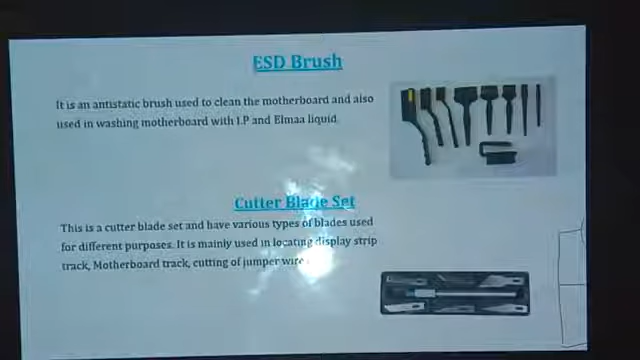 ESD Brush
It is an antistatic brush used to clean the motherboard and also
used in washing motherboard with I.P and Elmaa liquid
Cutter Blade Set
This is a cutter blade set and have various types of blades used
for different purposes. It is mainly used in locating display strip
track, Motherboard track, cutting of jumper wire